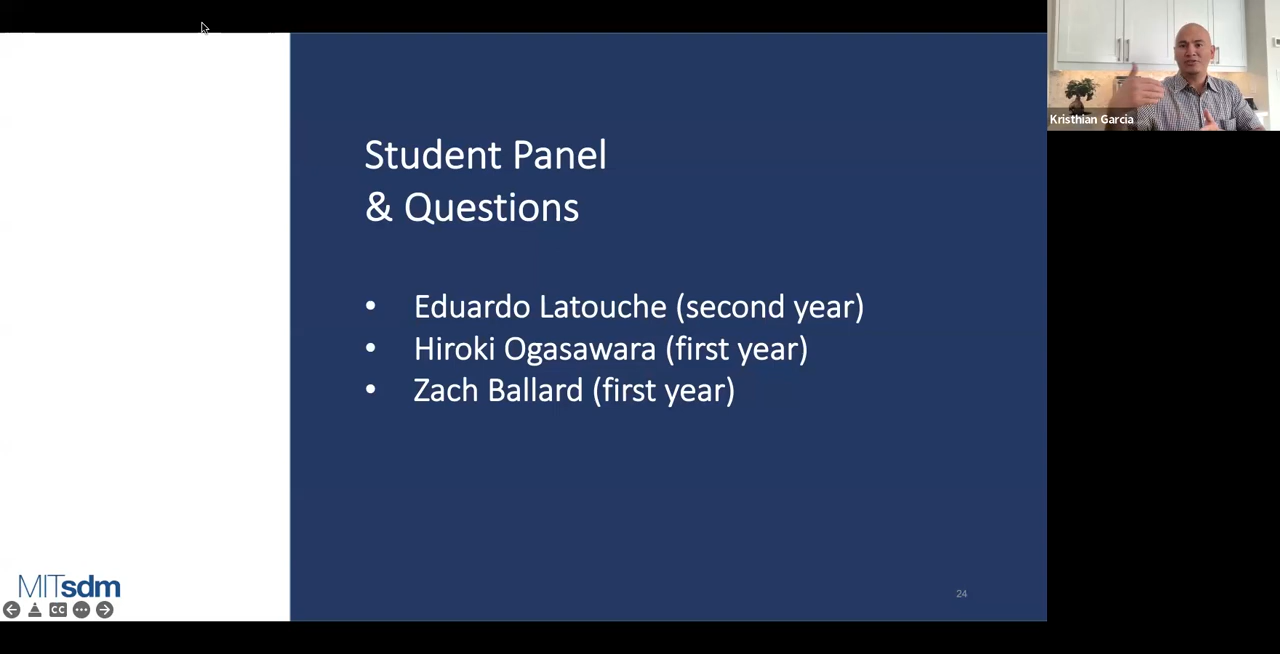 Kristhian Garcia
Student Panel
& Questions
• Eduardo Latouche (second year)
• Hiroki Ogasawara (first year)
• Zach Ballard (first year)
MITsdm
CC
24